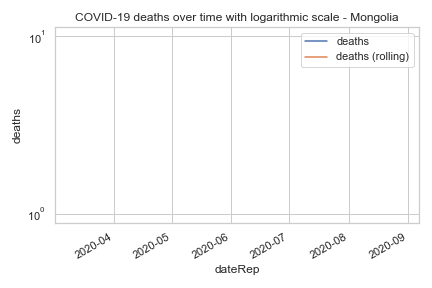 COVID-19 deaths over time with logarithmic scale - Mongolia
10¹
deaths
deaths (rolling)
deaths
10⁰
2020-04
2020-05
2020-06
2020-07
2020-08
2020-09
dateRep